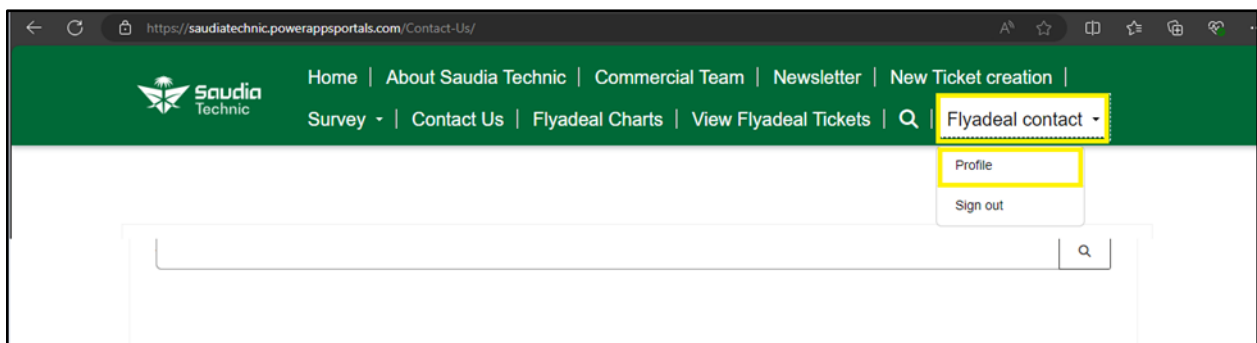 https://saudiatechnic.powerappsportals.com/Contact-Us/
Saudia
Technic
Home | About Saudia Technic | Commercial Team | Newsletter | New Ticket creation |
Survey | Contact Us | Flyadeal Charts | View Flyadeal Tickets | | Flyadeal contact
Profile
Sign out